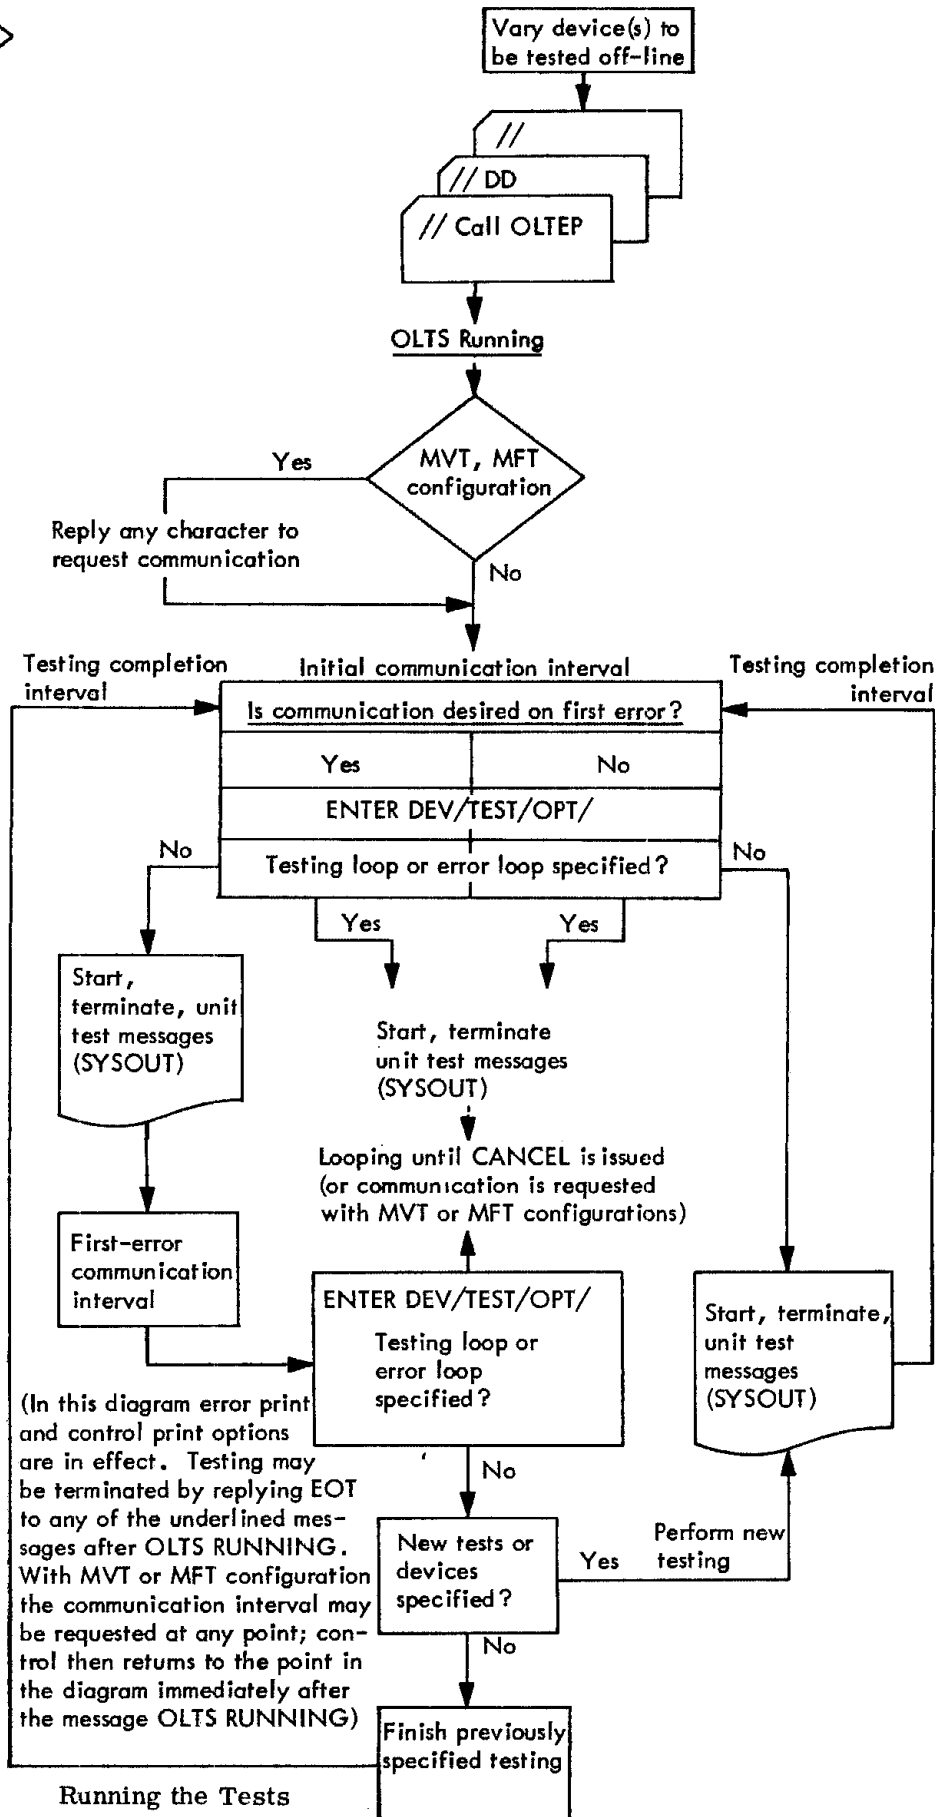 Vary device(s) to
be tested off-line
//
// DD
// Call OLTEP
OLTS Running
MVT, MFT
configuration
Yes
Reply any character to
request communication
No
Testing completion
interval
Initial communication interval
Testing completion
interval
Is communication desired on first error?
Yes
No
ENTER DEV/TEST/OPT/
No
Testing loop or error loop specified?
No
Yes
Yes
Start,
terminate, unit
test messages
(SYSOUT)
Start, terminate
unit test messages
(SYSOUT)
Looping until CANCEL is issued
(or communication is requested
with MVT or MFT configurations)
First-error
communication
interval
ENTER DEV/TEST/OPT/
Testing loop or
error loop
specified?
Start, terminate,
unit test
messages
(SYSOUT)
(In this diagram error print
and control print options
are in effect. Testing may
be terminated by replying EOT
to any of the underlined mes-
sages after OLTS RUNNING.
With MVT or MFT configuration
the communication interval may
be requested at any point; con-
trol then returns to the point in
the diagram immediately after
the message OLTS RUNNING)
No
New tests or
devices
specified?
Yes
Perform new
testing
No
Finish previously
specified testing
Running the Tests